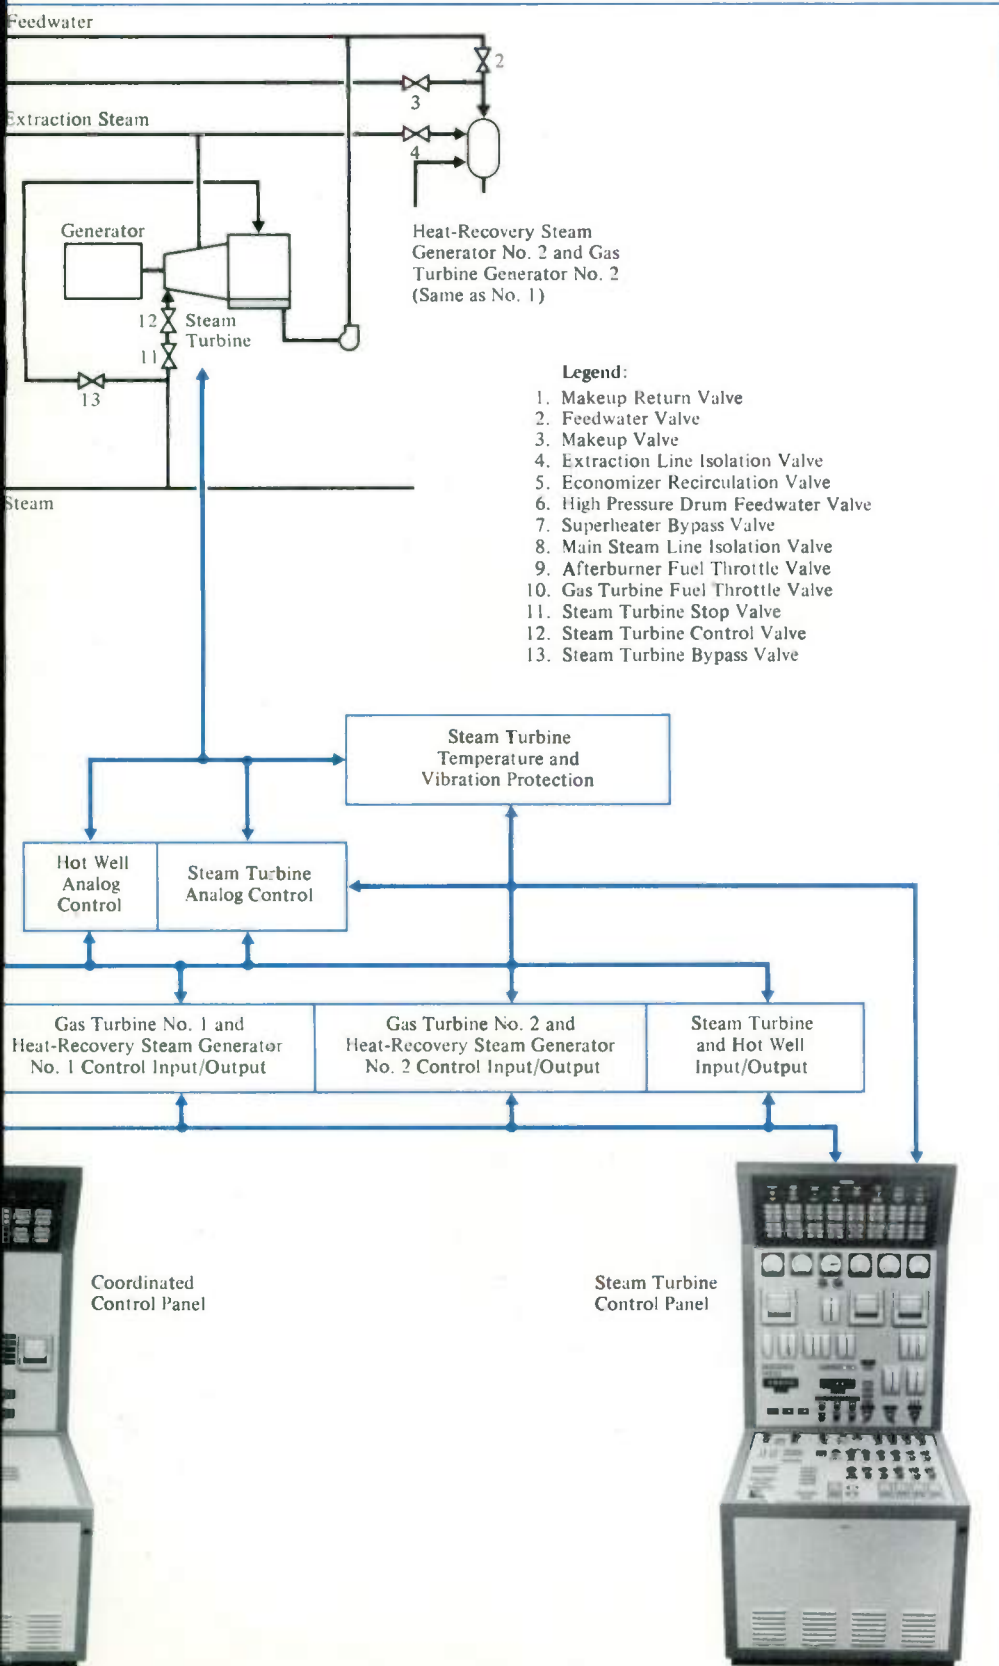 Feedwater
2
3
Extraction Steam
4
Generator
Heat-Recovery Steam
Generator No. 2 and Gas
Turbine Generator No. 2
(Same as No. 1)
12
Steam
Turbine
11
13
Steam
Legend:
1. Makeup Return Valve
2. Feedwater Valve
3. Makeup Valve
4. Extraction Line Isolation Valve
5. Economizer Recirculation Valve
6. High Pressure Drum Feedwater Valve
7. Superheater Bypass Valve
8. Main Steam Line Isolation Valve
9. Afterburner Fuel Throttle Valve
10. Gas Turbine Fuel Throttle Valve
11. Steam Turbine Stop Valve
12. Steam Turbine Control Valve
13. Steam Turbine Bypass Valve
Steam Turbine
Temperature and
Vibration Protection
Hot Well
Analog
Control
Steam Turbine
Analog Control
Gas Turbine No. 1 and
Heat-Recovery Steam Generator
No. 1 Control Input/Output
Gas Turbine No. 2 and
Heat-Recovery Steam Generator
No. 2 Control Input/Output
Steam Turbine
and Hot Well
Input/Output
Coordinated
Control Panel
Steam Turbine
Control Panel